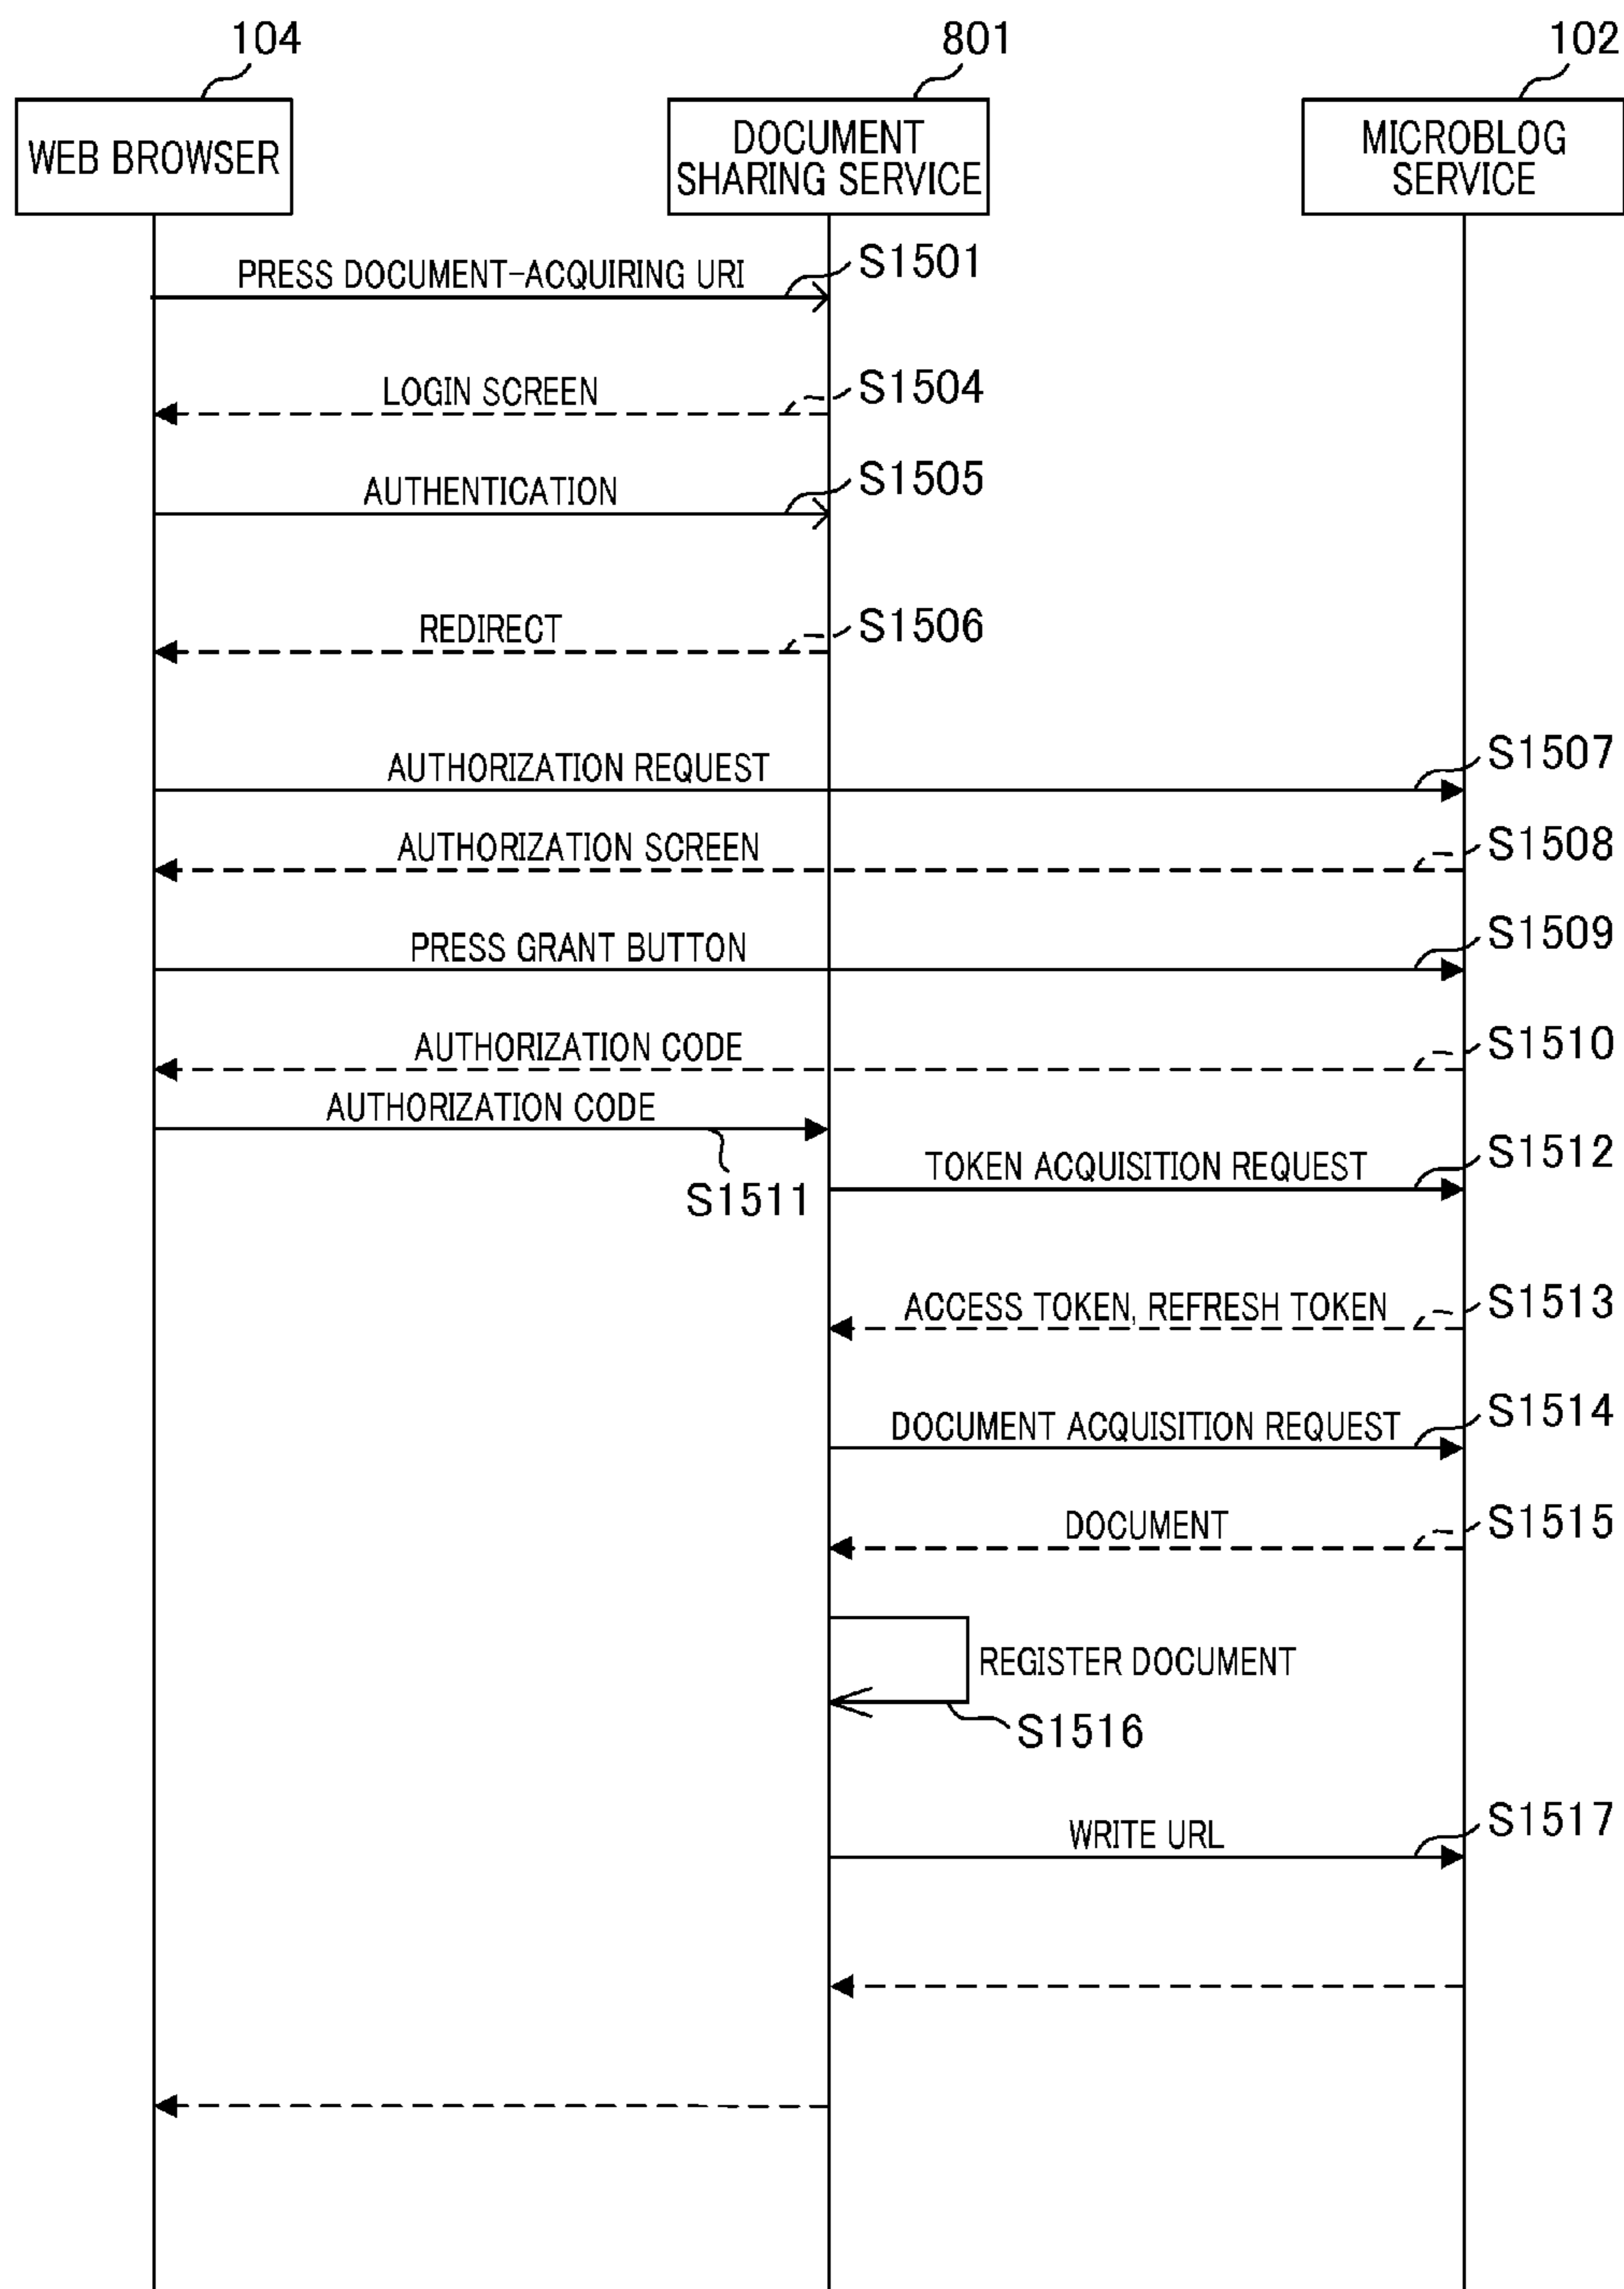 104
801
102
WEB BROWSER
DOCUMENT
SHARING SERVICE
MICROBLOG
SERVICE
PRESS DOCUMENT-ACQUIRING URI
S1501
LOGIN SCREEN
S1504
AUTHENTICATION
S1505
REDIRECT
S1506
AUTHORIZATION REQUEST
S1507
AUTHORIZATION SCREEN
S1508
PRESS GRANT BUTTON
S1509
AUTHORIZATION CODE
S1510
AUTHORIZATION CODE
S1511
TOKEN ACQUISITION REQUEST
S1512
ACCESS TOKEN, REFRESH TOKEN
S1513
DOCUMENT ACQUISITION REQUEST
S1514
DOCUMENT
S1515
REGISTER DOCUMENT
S1516
WRITE URL
S1517